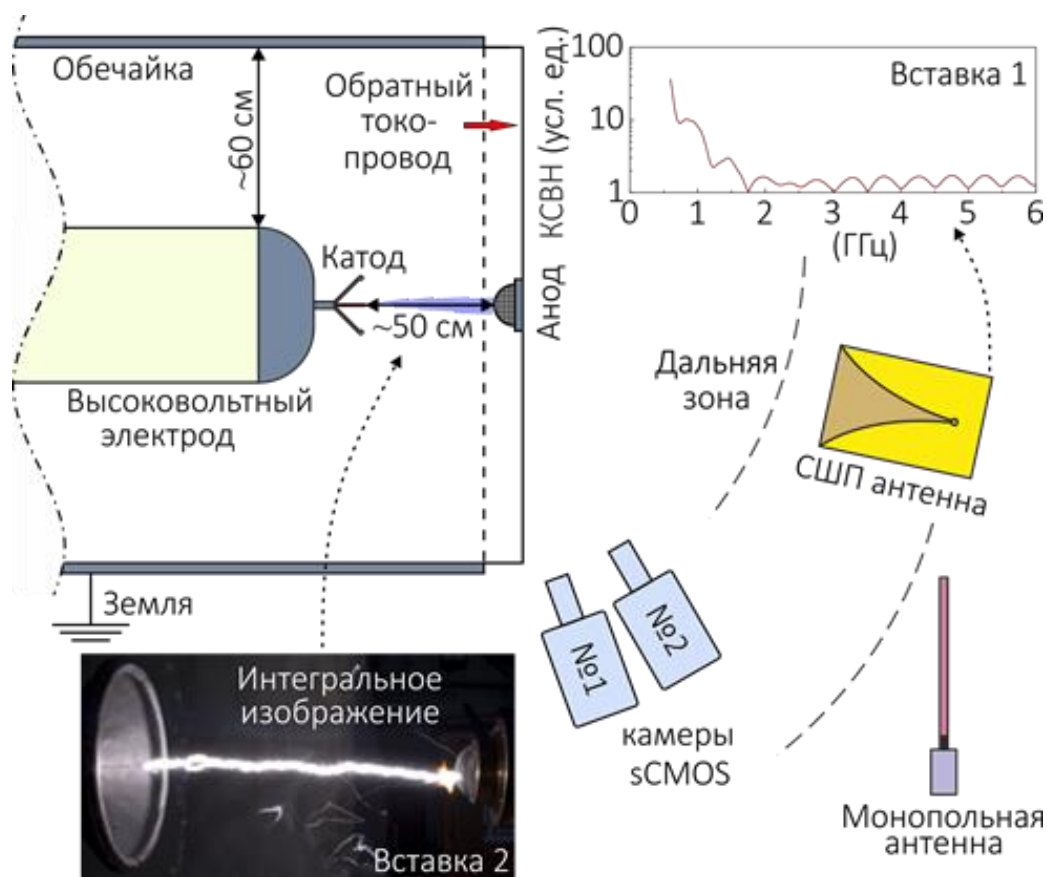 Обечайка
~60 см
Обратный
токо-
провод
Катод
~50 см
Высоковольтный
электрод
Анод
Земля
КСВН (усл. ед.)
100
10
1
Вставка 1
0 1 2 3 4 5 6
(ГГц)
Дальняя
зона
СШП антенна
№1
№2
камеры
sCMOS
Монопольная
антенна
Интегральное
изображение
Вставка 2